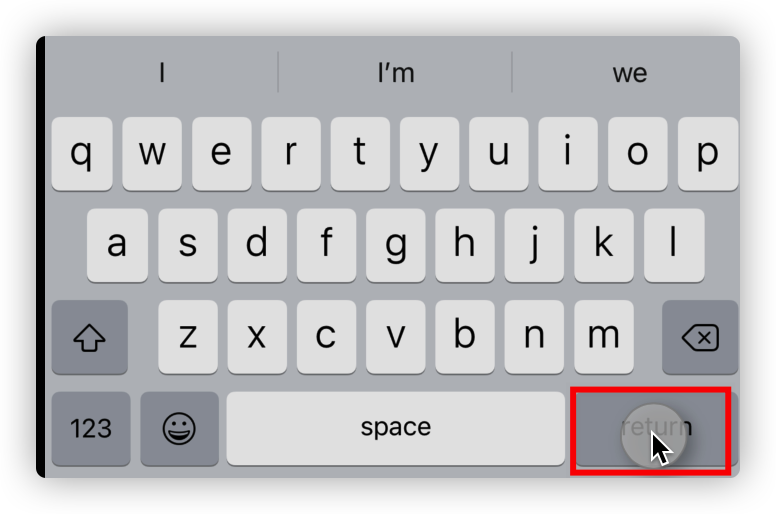 I I’m we
q w e r t y u i o p
a s d f g h j k l
z x c v b n m
123 space return